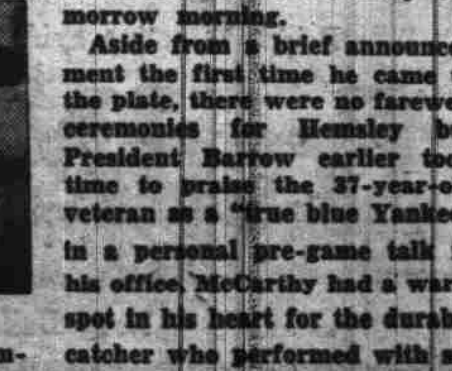 morrow morning.
Aside from a brief announce
ment the first time he came
the plate, there were no farewe
ceremonies for Hemsley b
President Barrow earlier too
time to praise the 37-year-o
veteran as a "true blue Yankee
in a personal pre-game talk
his office. McCarthy had a war
spot in his heart for the durab
m- catcher who performed with s